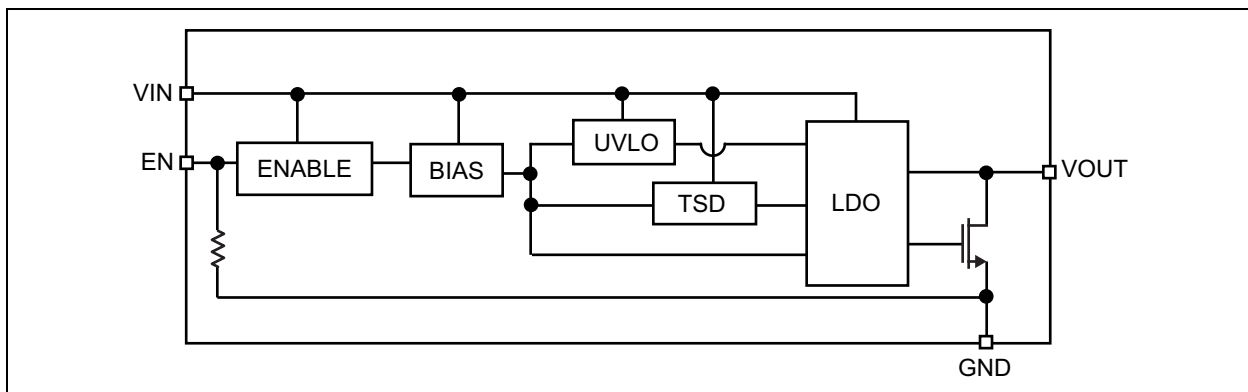 VIN
UVLO
EN
ENABLE
BIAS
VOUT
TSD
LDO
GND